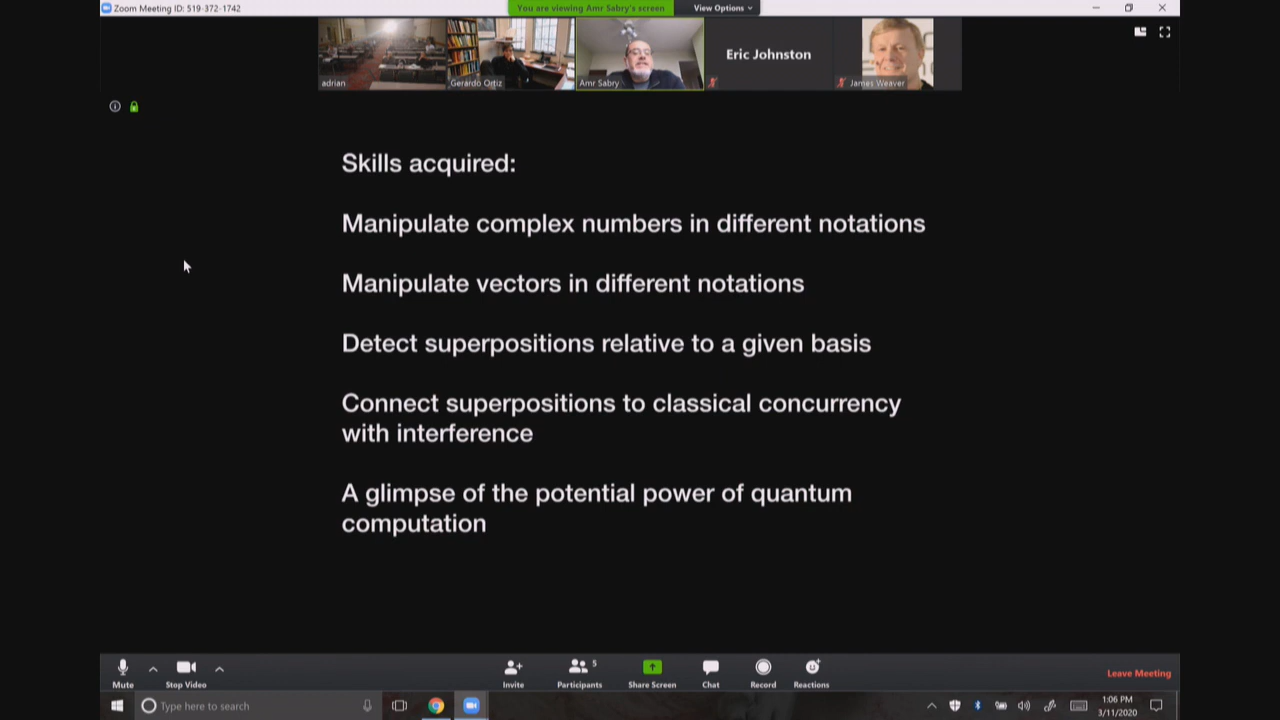 Zoom Meeting ID: 519-372-1742
You are viewing Amr Sabry's screen
View Options
adrian
Gerardo Ortiz
Amr Sabry
Eric Johnston
James Weaver
Skills acquired:
Manipulate complex numbers in different notations
Manipulate vectors in different notations
Detect superpositions relative to a given basis
Connect superpositions to classical concurrency
with interference
A glimpse of the potential power of quantum
computation
Mute
Stop Video
Invite
5
Participants
Share Screen
Chat
Record
Reactions
Leave Meeting
Type here to search
1:06 PM
3/11/2020